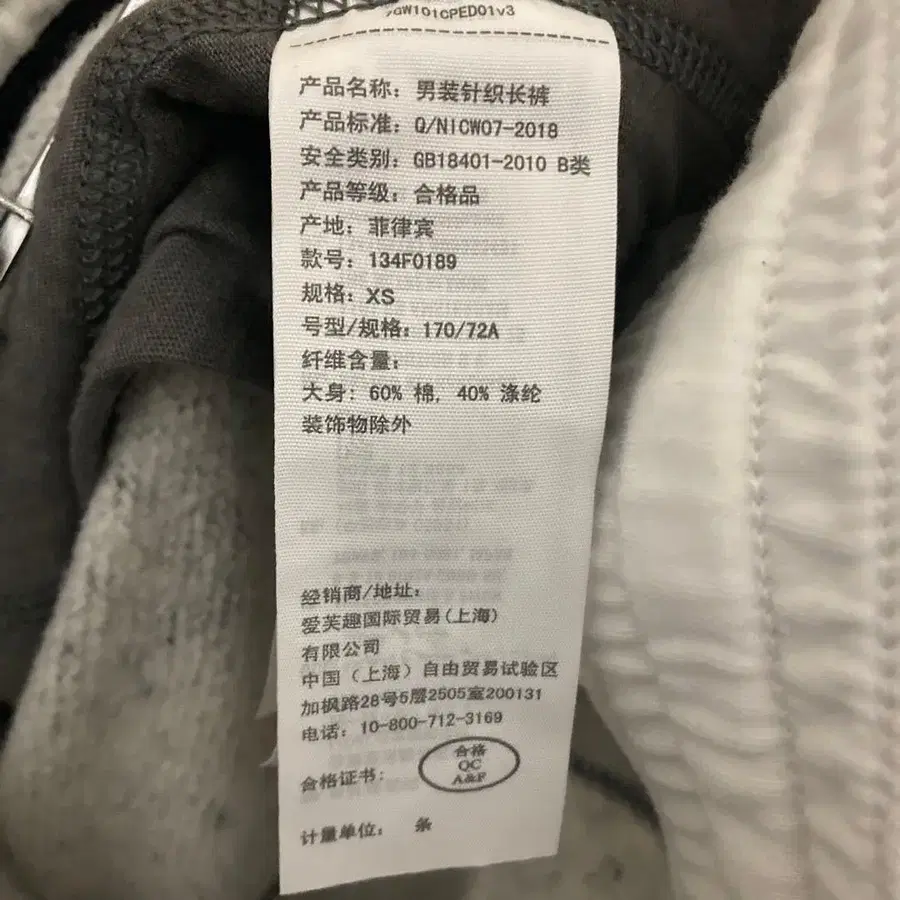 7GW101CPED01v3
产品名称: 男装针织长裤
产品标准: Q/NICW07-2018
安全类别: GB18401-2010 B类
产品等级: 合格品
产地: 菲律宾
款号: 134F0189
规格: XS
号型/规格: 170/72A
纤维含量:
大身: 60% 棉, 40% 涤纶
装饰物除外
经销商/地址:
爱芙趣国际贸易(上海)
有限公司
中国(上海)自由贸易试验区
加枫路28号5层2505室200131
电话: 10-800-712-3169
合格证书: 合格
QC
A&F
计量单位: 条